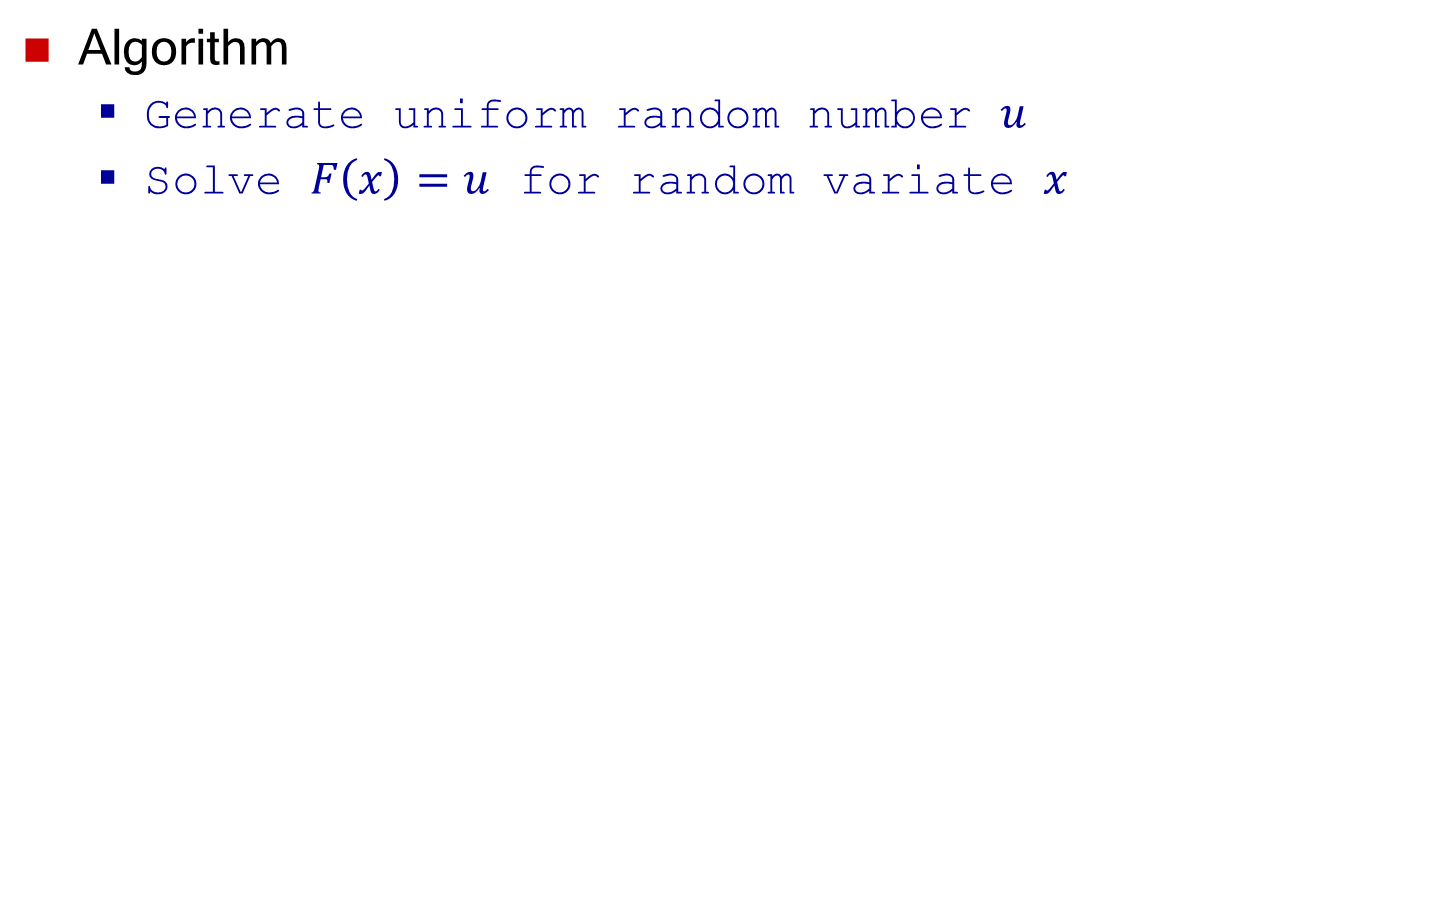 Algorithm
Generate uniform random number u
Solve F(x) = u for random variate x